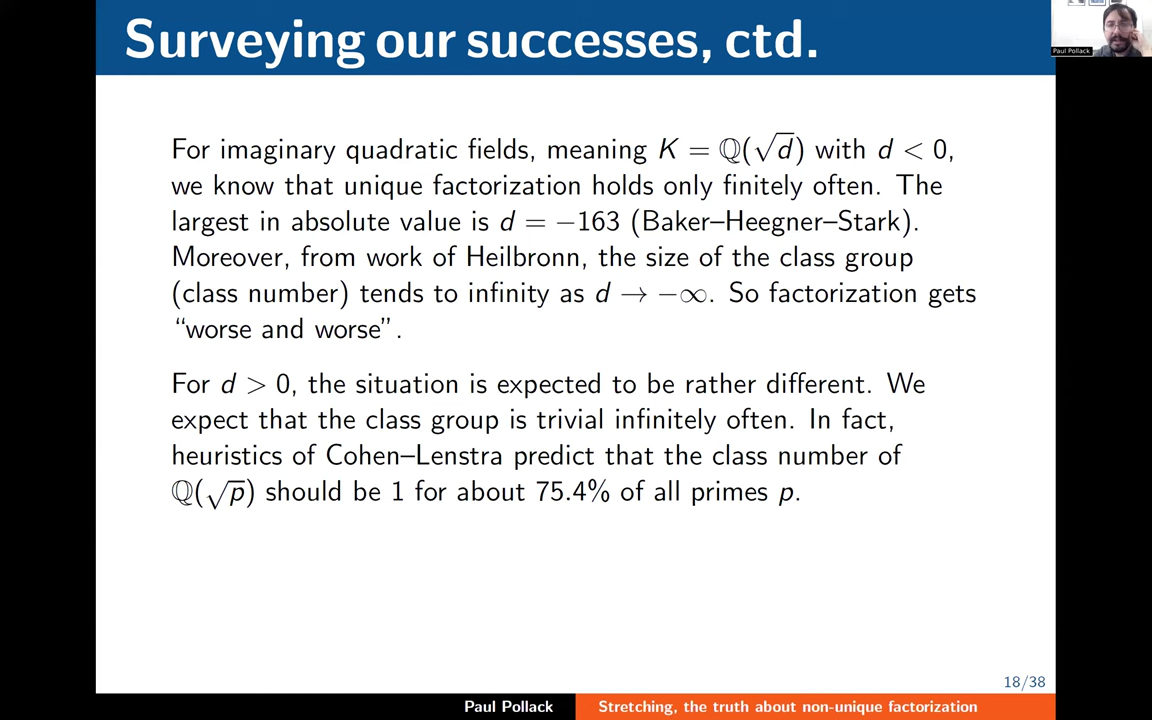 Surveying our successes, ctd.
Paul Pollack
For imaginary quadratic fields, meaning K = ℚ(√d) with d < 0,
we know that unique factorization holds only finitely often. The
largest in absolute value is d = −163 (Baker–Heegner–Stark).
Moreover, from work of Heilbronn, the size of the class group
(class number) tends to infinity as d → −∞. So factorization gets
“worse and worse”.
For d > 0, the situation is expected to be rather different. We
expect that the class group is trivial infinitely often. In fact,
heuristics of Cohen–Lenstra predict that the class number of
ℚ(√p) should be 1 for about 75.4% of all primes p.
18/38
Paul Pollack
Stretching, the truth about non-unique factorization